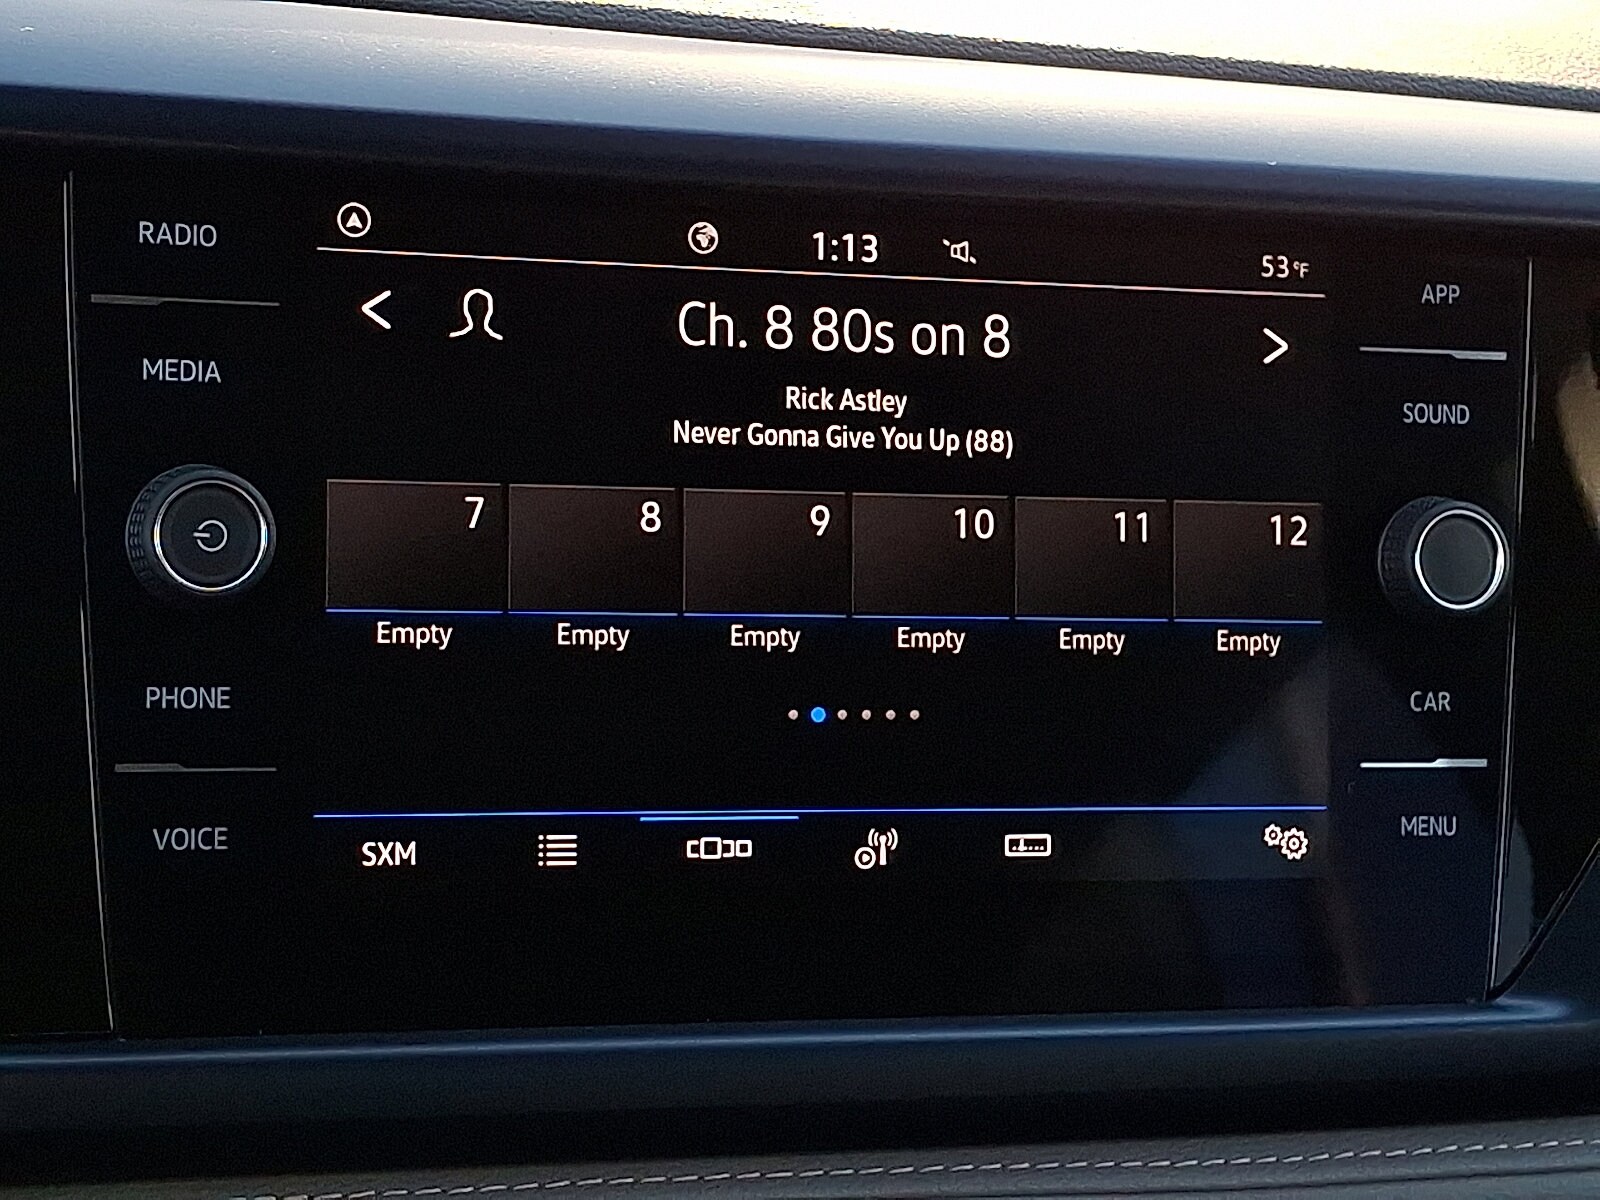 RADIO
MEDIA
PHONE
VOICE
1:13
53°F
Ch. 8 80s on 8
Rick Astley
Never Gonna Give You Up (88)
7 8 9 10 11 12
Empty Empty Empty Empty Empty Empty
SXM
APP
SOUND
CAR
MENU